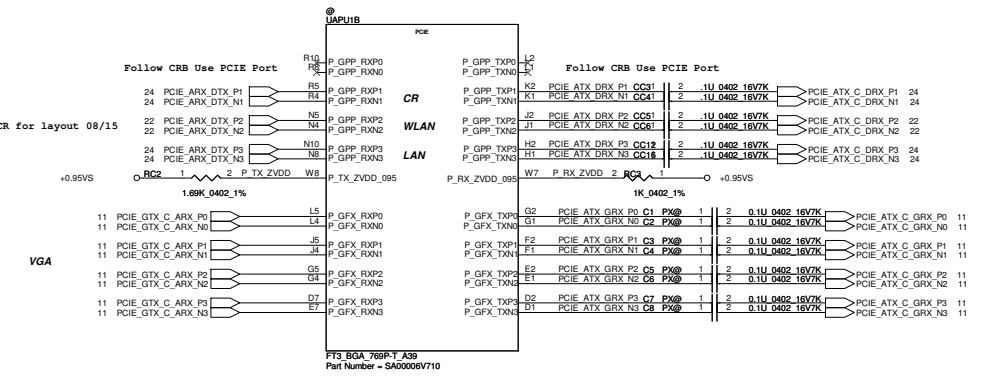 @
UAPU1B
PCIE
R10 P_GPP_RXP0 P_GPP_TXP0 L2
R8 P_GPP_RXN0 P_GPP_TXN0 L1
Follow CRB Use PCIE Port Follow CRB Use PCIE Port
24 PCIE_ARX_DTX_P1 R5 P_GPP_RXP1 CR P_GPP_TXP1 K2 PCIE_ATX_DRX_P1 CC3 1 2 .1U_0402_16V7K PCIE_ATX_C_DRX_P1 24
24 PCIE_ARX_DTX_N1 R4 P_GPP_RXN1 P_GPP_TXN1 K1 PCIE_ATX_DRX_N1 CC4 1 2 .1U_0402_16V7K PCIE_ATX_C_DRX_N1 24
CR for layout 08/15
22 PCIE_ARX_DTX_P2 N5 P_GPP_RXP2 WLAN P_GPP_TXP2 J2 PCIE_ATX_DRX_P2 CC5 1 2 .1U_0402_16V7K PCIE_ATX_C_DRX_P2 22
22 PCIE_ARX_DTX_N2 N4 P_GPP_RXN2 P_GPP_TXN2 J1 PCIE_ATX_DRX_N2 CC6 1 2 .1U_0402_16V7K PCIE_ATX_C_DRX_N2 22
24 PCIE_ARX_DTX_P3 N10 P_GPP_RXP3 LAN P_GPP_TXP3 H2 PCIE_ATX_DRX_P3 2 .1U_0402_16V7K PCIE_ATX_C_DRX_P3 24
24 PCIE_ARX_DTX_N3 N8 P_GPP_RXN3 P_GPP_TXN3 H1 PCIE_ATX_DRX_N3 2 .1U_0402_16V7K PCIE_ATX_C_DRX_N3 24
+0.95VS RC2 1 2 P_TX_ZVDD W8 P_TX_ZVDD_095 P_RX_ZVDD_095 W7 P_RX_ZVDD 2 RC3 1 +0.95VS
1.69K_0402_1% 1K_0402_1%
11 PCIE_GTX_C_ARX_P0 L5 P_GFX_RXP0 P_GFX_TXP0 G2 PCIE_ATX_GRX_P0 C1 PX@ 1 2 0.1U_0402_16V7K PCIE_ATX_C_GRX_P0 11
11 PCIE_GTX_C_ARX_N0 L4 P_GFX_RXN0 P_GFX_TXN0 G1 PCIE_ATX_GRX_N0 C2 PX@ 1 2 0.1U_0402_16V7K PCIE_ATX_C_GRX_N0 11
11 PCIE_GTX_C_ARX_P1 J5 P_GFX_RXP1 P_GFX_TXP1 F2 PCIE_ATX_GRX_P1 C3 PX@ 1 2 0.1U_0402_16V7K PCIE_ATX_C_GRX_P1 11
11 PCIE_GTX_C_ARX_N1 J4 P_GFX_RXN1 P_GFX_TXN1 F1 PCIE_ATX_GRX_N1 C4 PX@ 1 2 0.1U_0402_16V7K PCIE_ATX_C_GRX_N1 11
VGA
11 PCIE_GTX_C_ARX_P2 G5 P_GFX_RXP2 P_GFX_TXP2 E2 PCIE_ATX_GRX_P2 C5 PX@ 1 2 0.1U_0402_16V7K PCIE_ATX_C_GRX_P2 11
11 PCIE_GTX_C_ARX_N2 G4 P_GFX_RXN2 P_GFX_TXN2 E1 PCIE_ATX_GRX_N2 C6 PX@ 1 2 0.1U_0402_16V7K PCIE_ATX_C_GRX_N2 11
11 PCIE_GTX_C_ARX_P3 D7 P_GFX_RXP3 P_GFX_TXP3 D2 PCIE_ATX_GRX_P3 C7 PX@ 1 2 0.1U_0402_16V7K PCIE_ATX_C_GRX_P3 11
11 PCIE_GTX_C_ARX_N3 E7 P_GFX_RXN3 P_GFX_TXN3 D1 PCIE_ATX_GRX_N3 C8 PX@ 1 2 0.1U_0402_16V7K PCIE_ATX_C_GRX_N3 11
FT3_BGA_769P-T_A39
Part Number = SA00006V710